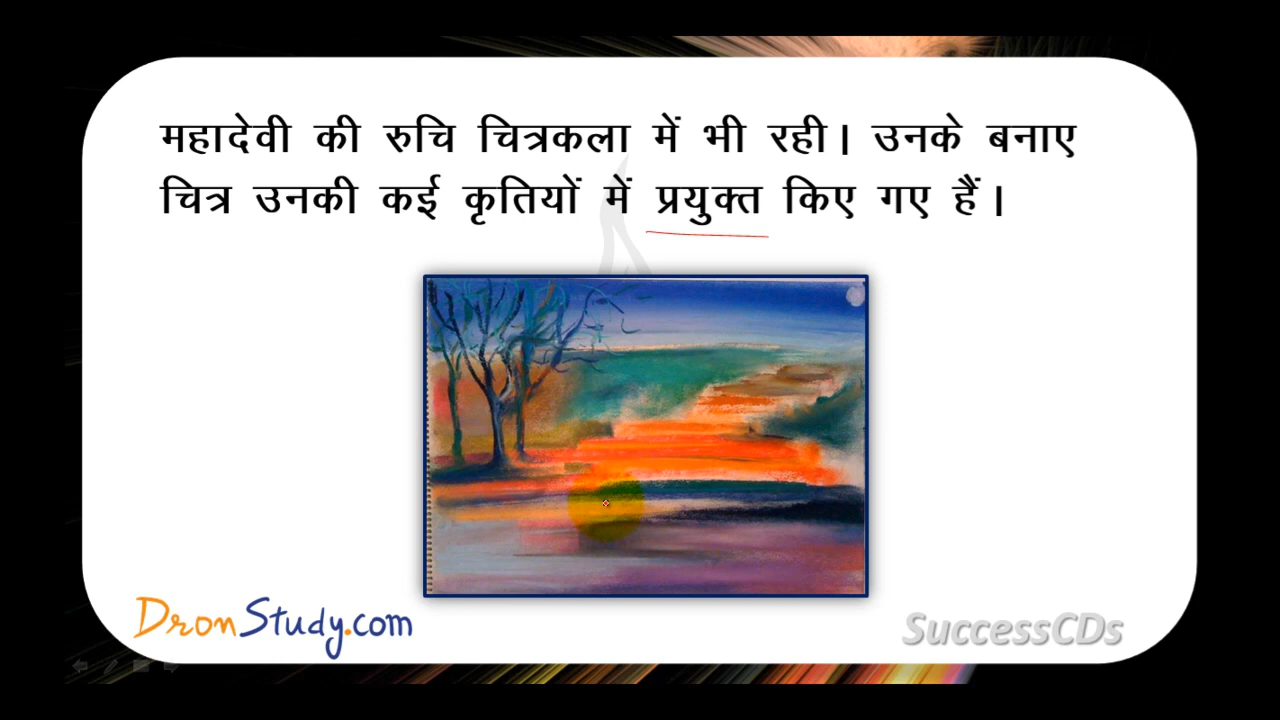 महादेवी की रुचि चित्रकला में भी रही। उनके बनाए
चित्र उनकी कई कृतियों में प्रयुक्त किए गए हैं।
DronStudy.com
SuccessCDs